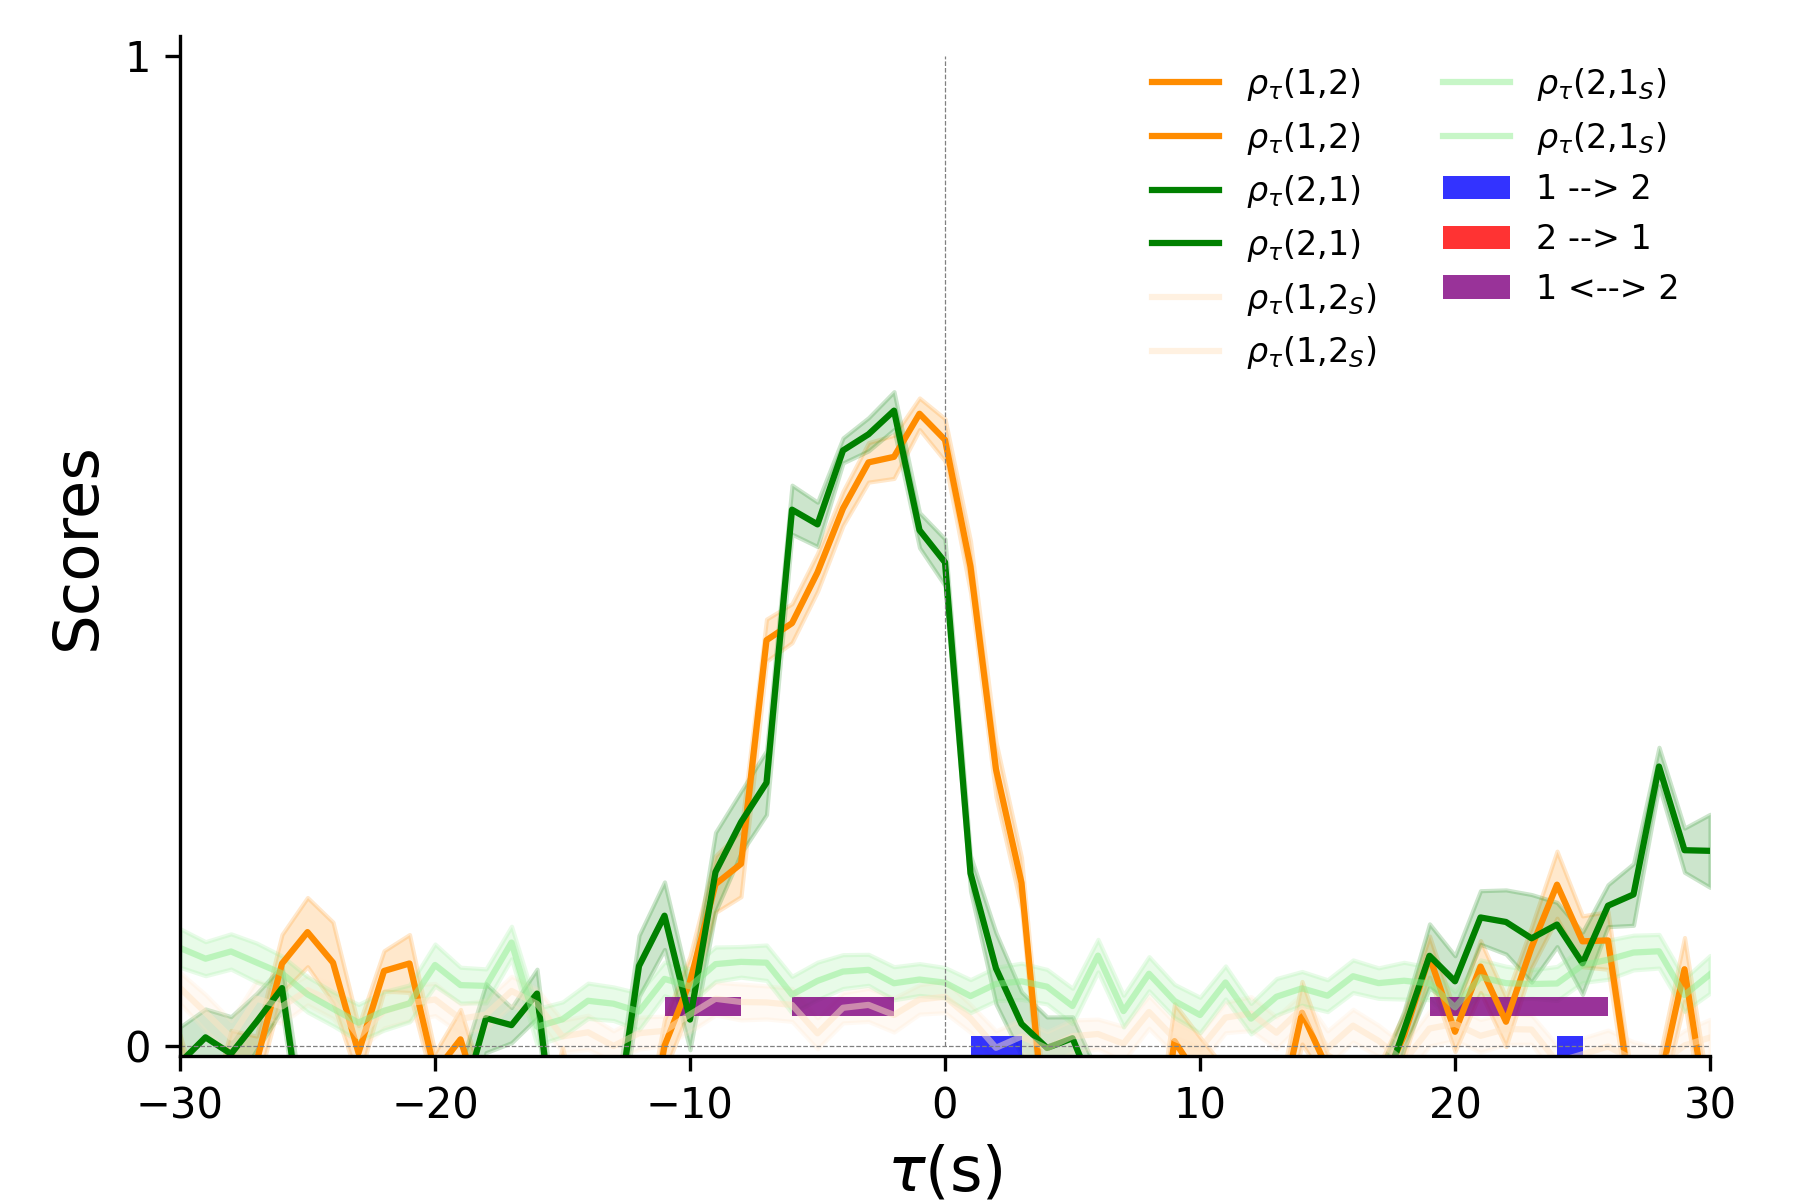 1
ρτ(1,2)
ρτ(1,2)
ρτ(2,1)
ρτ(2,1)
ρτ(1,2S)
ρτ(1,2S)
ρτ(2,1S)
ρτ(2,1S)
1 --> 2
2 --> 1
1 <--> 2
Scores
0
−30 −20 −10 0 10 20 30
τ(s)